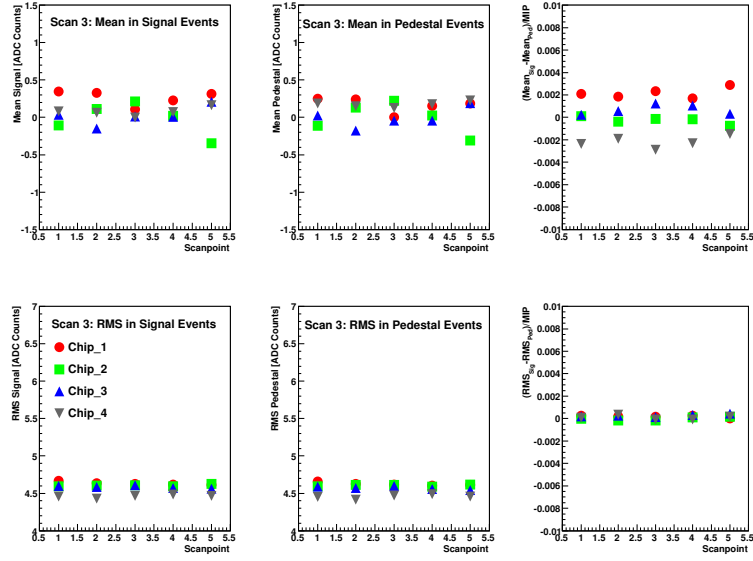 Scan 3: Mean in Signal Events
Mean Signal [ADC Counts]
1.5
1
0.5
0
-0.5
-1
-1.5
0.5 1 1.5 2 2.5 3 3.5 4 4.5 5 5.5
Scanpoint
Scan 3: Mean in Pedestal Events
Mean Pedestal [ADC Counts]
1.5
1
0.5
0
-0.5
-1
-1.5
0.5 1 1.5 2 2.5 3 3.5 4 4.5 5 5.5
Scanpoint
(Mean_Sig-Mean_Ped)/MIP
0.01
0.008
0.006
0.004
0.002
0
-0.002
-0.004
-0.006
-0.008
-0.01
0.5 1 1.5 2 2.5 3 3.5 4 4.5 5 5.5
Scanpoint
Scan 3: RMS in Signal Events
Chip_1
Chip_2
Chip_3
Chip_4
RMS Signal [ADC Counts]
7
6.5
6
5.5
5
4.5
4
0.5 1 1.5 2 2.5 3 3.5 4 4.5 5 5.5
Scanpoint
Scan 3: RMS in Pedestal Events
RMS Pedestal [ADC Counts]
7
6.5
6
5.5
5
4.5
4
0.5 1 1.5 2 2.5 3 3.5 4 4.5 5 5.5
Scanpoint
(RMS_Sig-RMS_Ped)/MIP
0.01
0.008
0.006
0.004
0.002
0
-0.002
-0.004
-0.006
-0.008
-0.01
0.5 1 1.5 2 2.5 3 3.5 4 4.5 5 5.5
Scanpoint